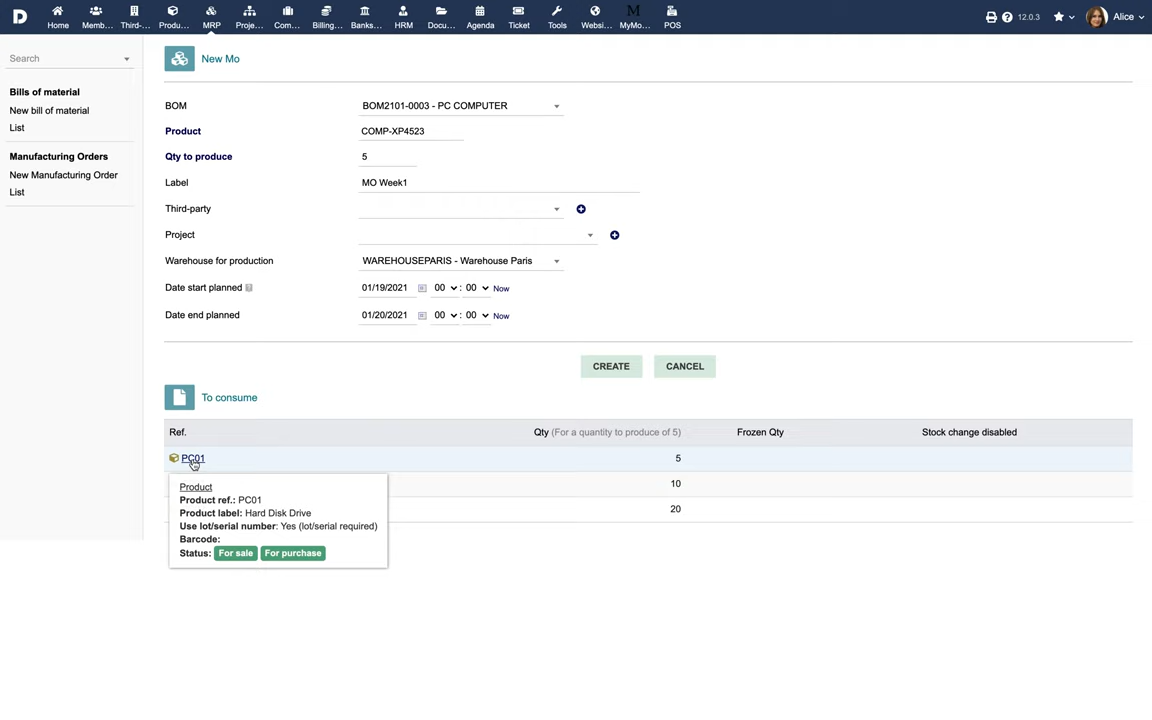 D Home Memb... Third-... Produ... MRP Proje... Com... Billing... Banks... HRM Docu... Agenda Ticket Tools Websi... M MyMo... POS 12.0.3 Alice
Search
Bills of material
New bill of material
List
Manufacturing Orders
New Manufacturing Order
List
New Mo
BOM BOM2101-0003 - PC COMPUTER
Product COMP-XP4523
Qty to produce 5
Label MO Week1
Third-party
Project
Warehouse for production WAREHOUSEPARIS - Warehouse Paris
Date start planned 01/19/2021 00 : 00 Now
Date end planned 01/20/2021 00 : 00 Now
CREATE CANCEL
To consume
Ref. Qty (For a quantity to produce of 5) Frozen Qty Stock change disabled
PC01 5
10
20
Product
Product ref.: PC01
Product label: Hard Disk Drive
Use lot/serial number: Yes (lot/serial required)
Barcode:
Status: For sale For purchase